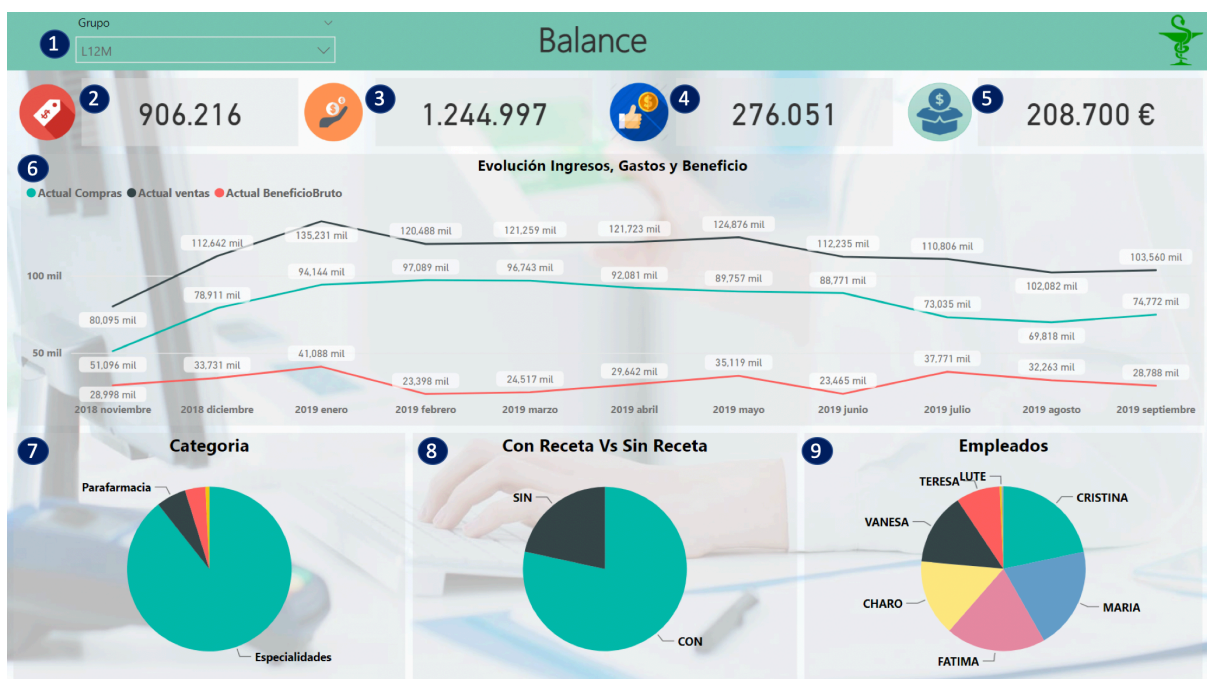 Grupo
1
L12M
Balance
2
906.216
3
1.244.997
4
276.051
5
208.700 €
6
Evolución Ingresos, Gastos y Beneficio
Actual Compras Actual ventas Actual BeneficioBruto
100 mil
50 mil
80,095 mil
112,642 mil
135,231 mil
120,488 mil
121,259 mil
121,723 mil
124,876 mil
112,235 mil
110,806 mil
102,082 mil
103,560 mil
51,096 mil
78,911 mil
94,144 mil
97,089 mil
96,743 mil
92,081 mil
89,757 mil
88,771 mil
73,035 mil
69,818 mil
74,772 mil
28,998 mil
33,731 mil
41,088 mil
23,398 mil
24,517 mil
29,642 mil
35,119 mil
23,465 mil
37,771 mil
32,263 mil
28,788 mil
2018 noviembre 2018 diciembre 2019 enero 2019 febrero 2019 marzo 2019 abril 2019 mayo 2019 junio 2019 julio 2019 agosto 2019 septiembre
7
Categoria
Parafarmacia
Especialidades
8
Con Receta Vs Sin Receta
SIN
CON
9
Empleados
LUTE
TERESA
CRISTINA
VANESA
CHARO
MARIA
FATIMA